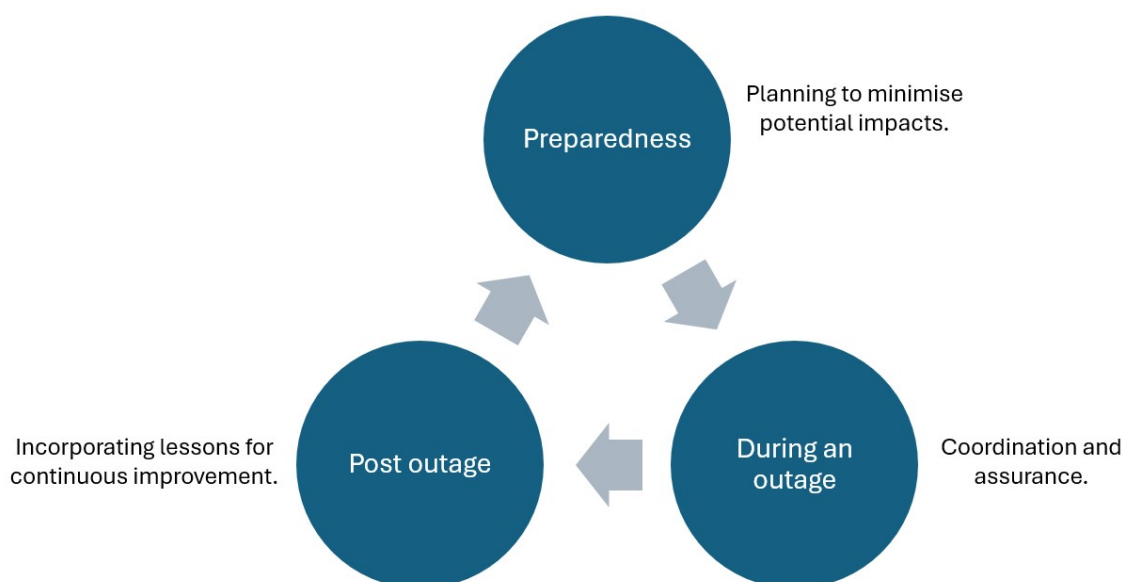 Preparedness
Planning to minimise
potential impacts.
During an
outage
Coordination and
assurance.
Post outage
Incorporating lessons for
continuous improvement.